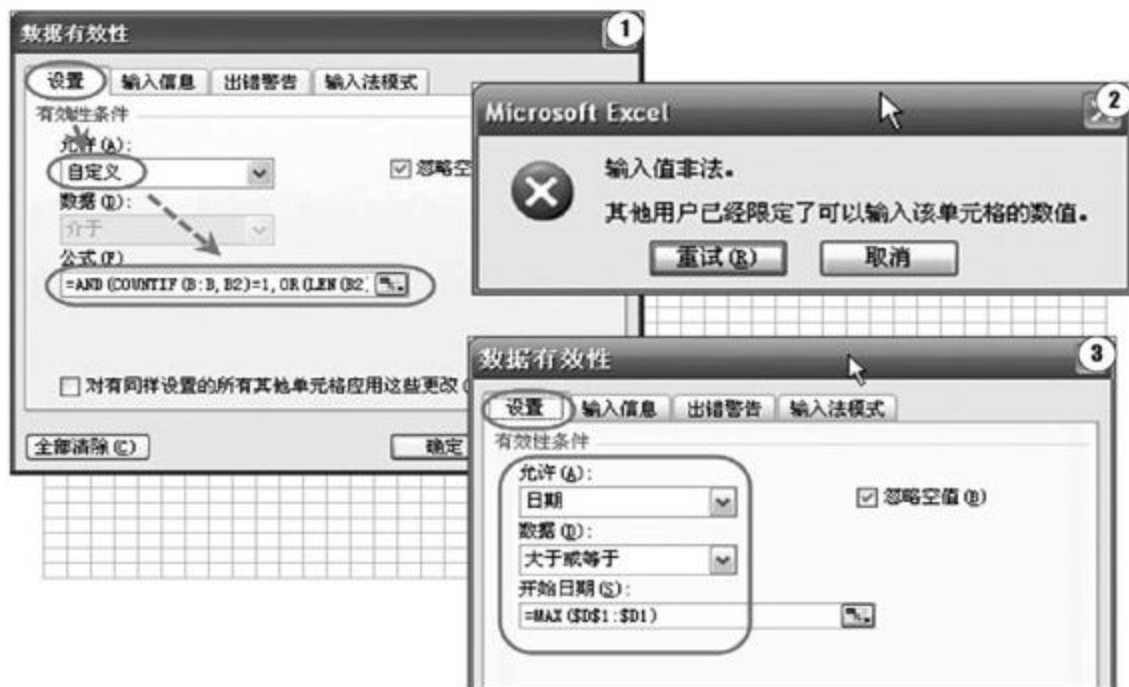 数据有效性
1
设置 输入信息 出错警告 输入法模式
有效性条件
允许(A):
自定义
忽略空
数据(D):
介于
公式(F)
=AND(COUNTIF(B:B,B2)=1,OR(LEN(B2)
对有同样设置的所有其他单元格应用这些更改(
全部清除(C)
确定
Microsoft Excel
2
输入值非法。
其他用户已经限定了可以输入该单元格的数值。
重试(R)
取消
数据有效性
3
设置 输入信息 出错警告 输入法模式
有效性条件
允许(A):
日期
忽略空值(B)
数据(D):
大于或等于
开始日期(S):
=MAX($D$1:$D1)